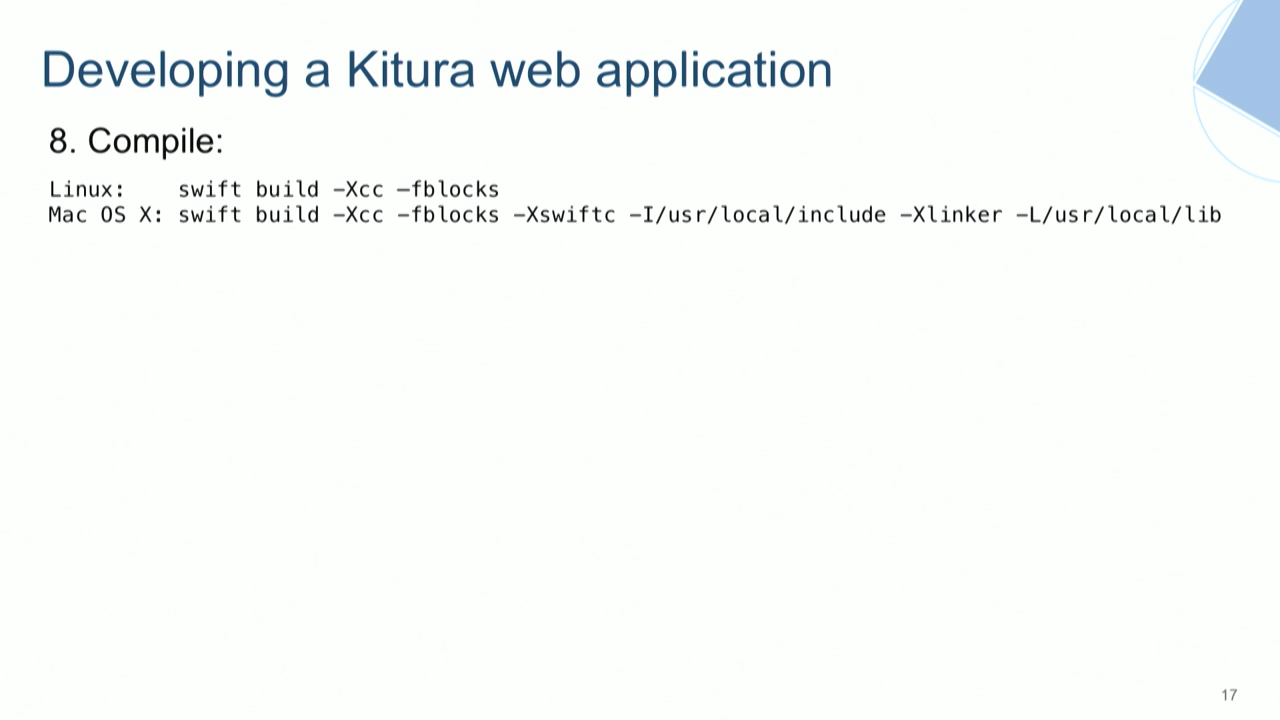 Developing a Kitura web application
8. Compile:
Linux:    swift build –Xcc –fblocks
Mac OS X: swift build –Xcc –fblocks –Xswiftc –I/usr/local/include –Xlinker –L/usr/local/lib
17